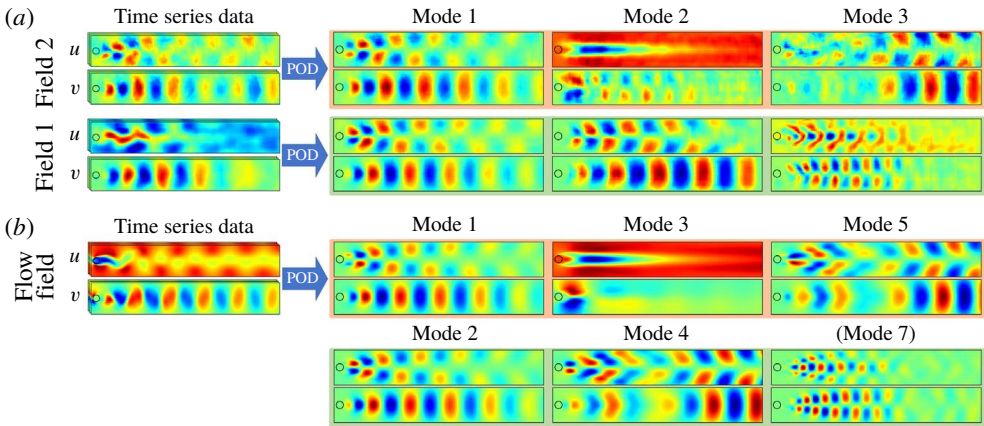 (a)
Time series data
Mode 1
Mode 2
Mode 3
Field 2
u
v
POD
Field 1
u
v
POD
(b)
Time series data
Mode 1
Mode 3
Mode 5
Flow
field
u
v
POD
Mode 2
Mode 4
(Mode 7)